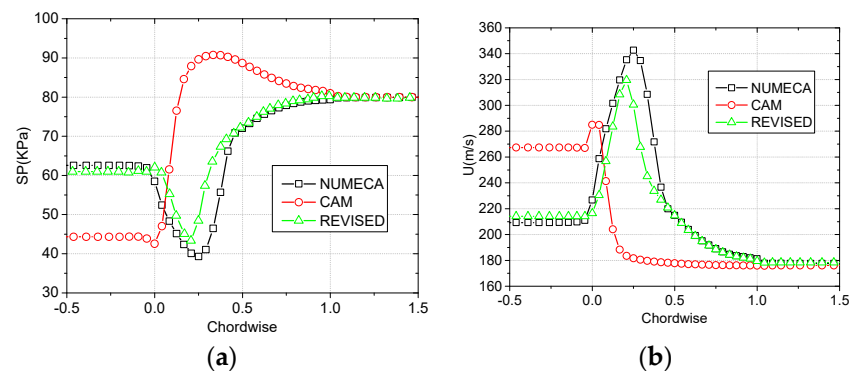 SP(KPa)
100
90
80
70
60
50
40
30
-0.5 0.0 0.5 1.0 1.5
Chordwise
NUMECA
CAM
REVISED
(a)
U(m/s)
360
340
320
300
280
260
240
220
200
180
160
-0.5 0.0 0.5 1.0 1.5
Chordwise
NUMECA
CAM
REVISED
(b)